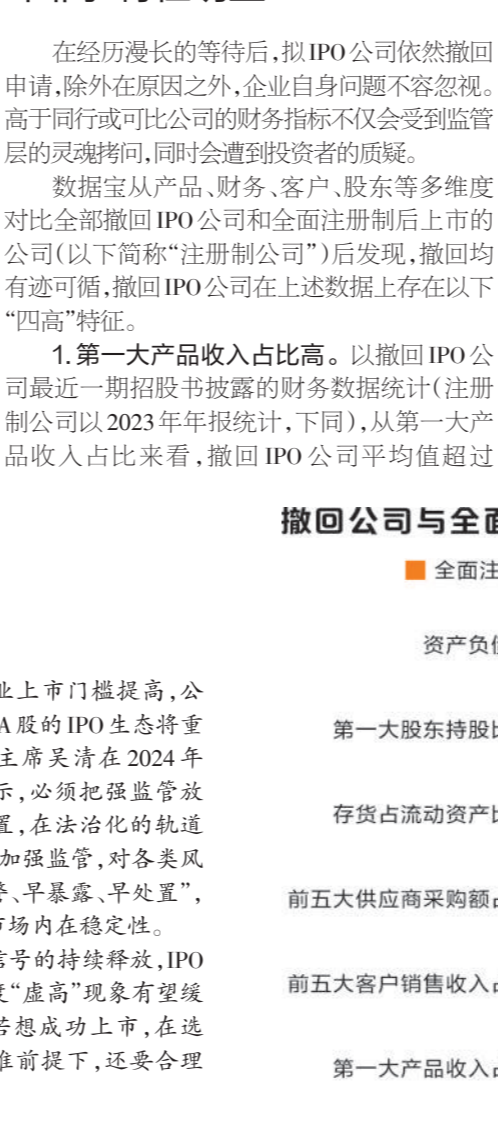 在经历漫长的等待后,拟IPO公司依然撤回
申请,除外在原因之外,企业自身问题不容忽视。
高于同行或可比公司的财务指标不仅会受到监管
层的灵魂拷问,同时会遭到投资者的质疑。
数据宝从产品、财务、客户、股东等多维度
对比全部撤回IPO公司和全面注册制后上市的
公司(以下简称“注册制公司”)后发现,撤回均
有迹可循,撤回IPO公司在上述数据上存在以下
“四高”特征。
1.第一大产品收入占比高。以撤回IPO公
司最近一期招股书披露的财务数据统计(注册
制公司以2023年年报统计,下同),从第一大产
品收入占比来看,撤回IPO公司平均值超过
撤回公司与全面
全面注
资产负债
第一大股东持股比
存货占流动资产比
前五大供应商采购额占
前五大客户销售收入占
第一大产品收入占
业上市门槛提高,公
A股的IPO生态将重
主席吴清在2024年
示,必须把强监管放
置,在法治化的轨道
加强监管,对各类风
警、早暴露、早处置”,
市场内在稳定性。
信号的持续释放,IPO
度“虚高”现象有望缓
若想成功上市,在选
准前提下,还要合理